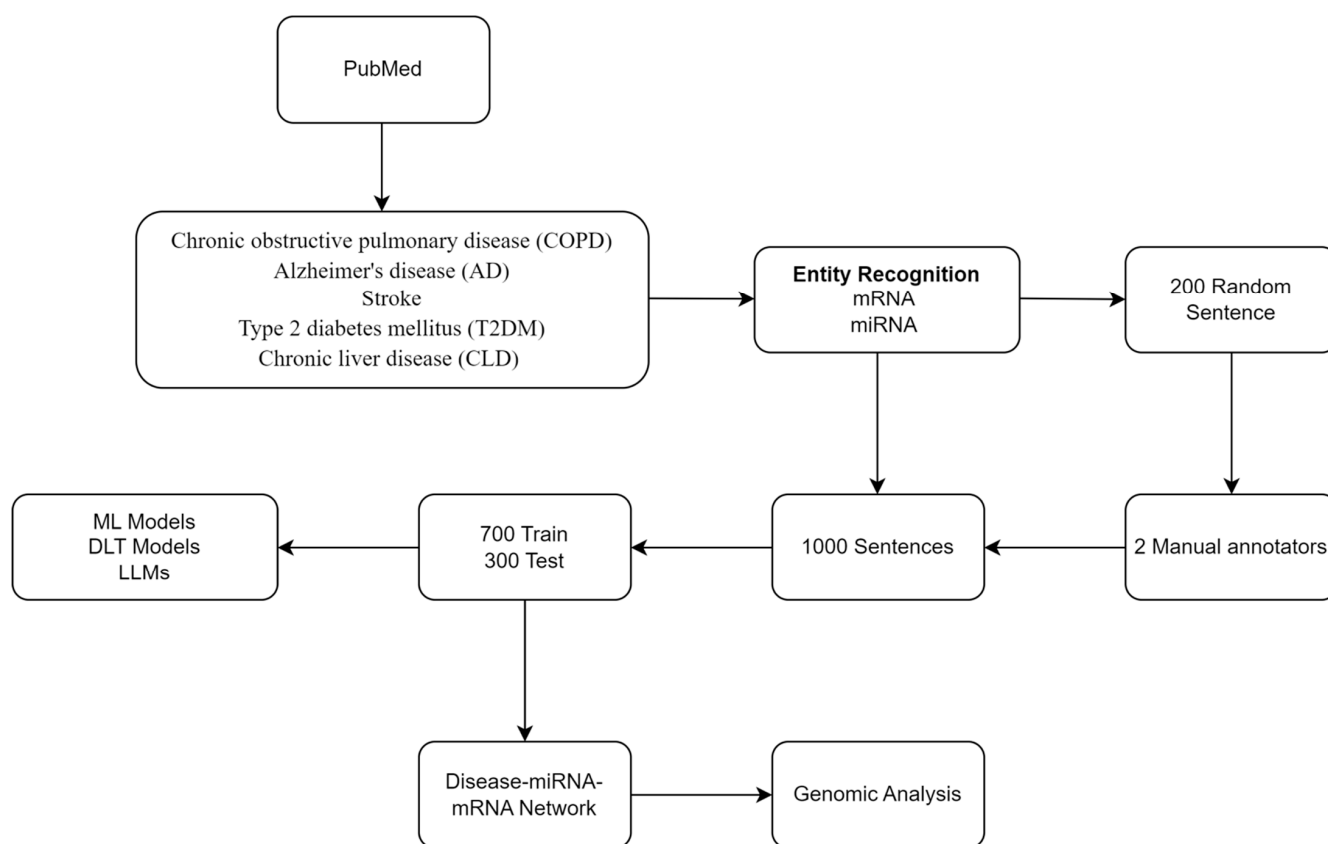 PubMed
Chronic obstructive pulmonary disease (COPD)
Alzheimer's disease (AD)
Stroke
Type 2 diabetes mellitus (T2DM)
Chronic liver disease (CLD)
Entity Recognition
mRNA
miRNA
200 Random
Sentence
ML Models
DLT Models
LLMs
700 Train
300 Test
1000 Sentences
2 Manual annotators
Disease-miRNA-
mRNA Network
Genomic Analysis